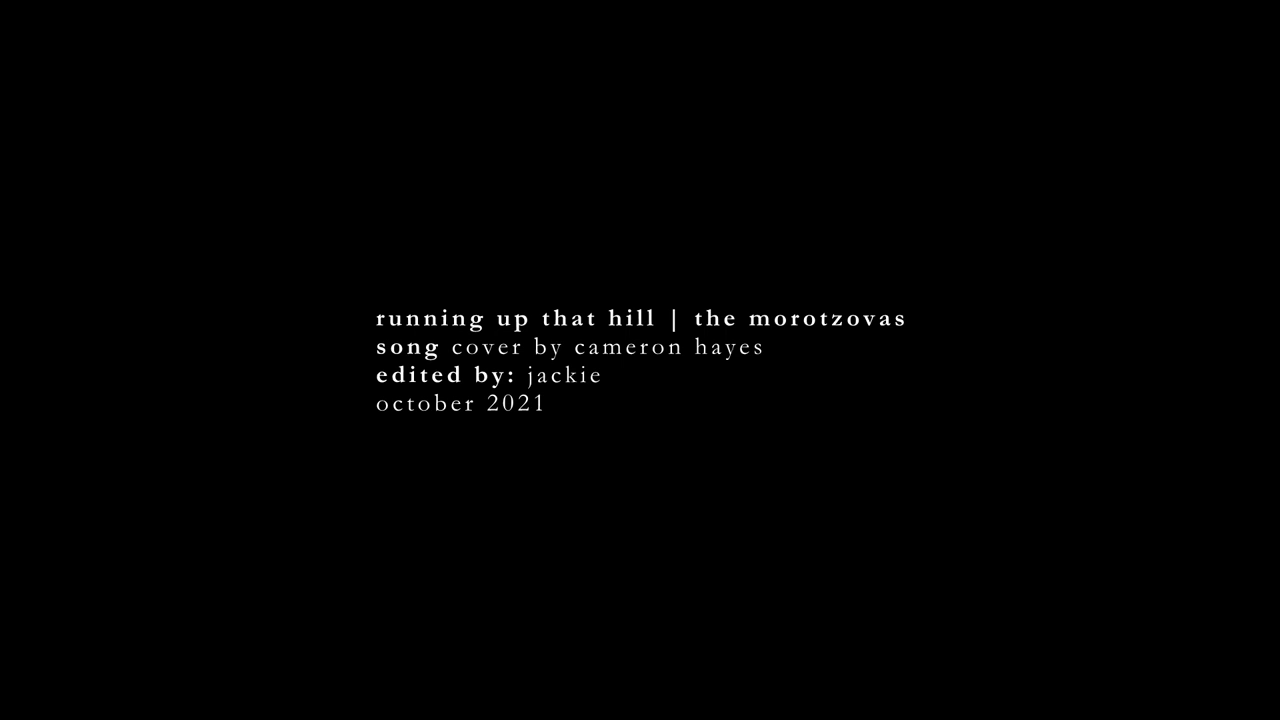 running up that hill | the morotzovas
song cover by cameron hayes
edited by: jackie
october 2021